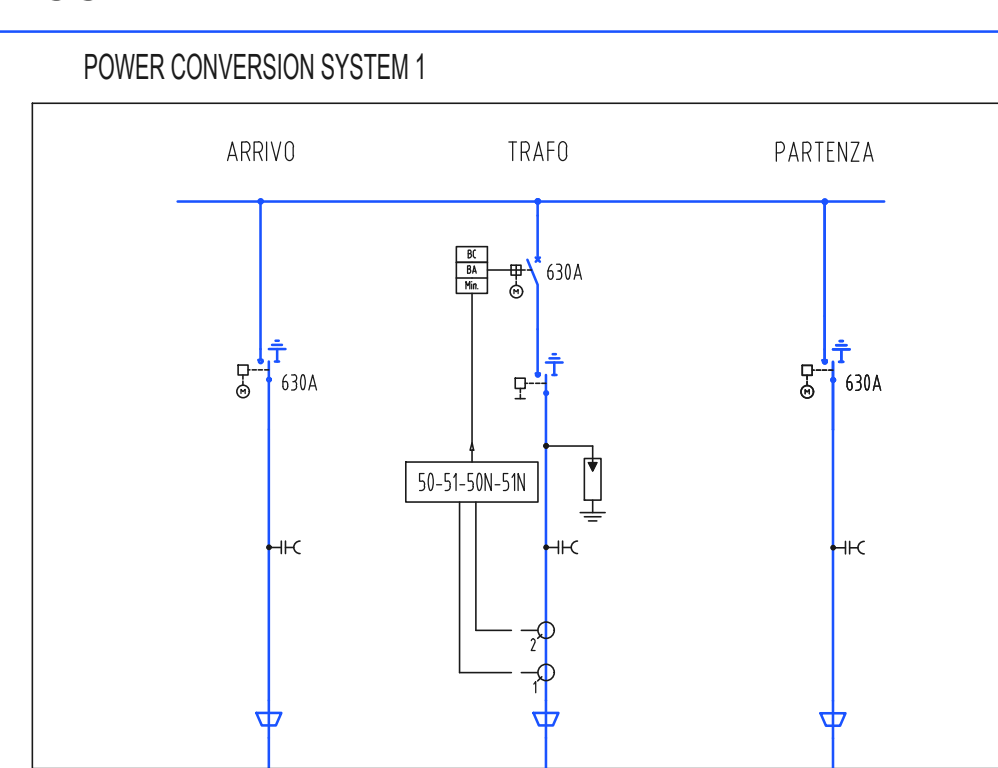 POWER CONVERSION SYSTEM 1
ARRIVO
TRAFO
PARTENZA
BC
BA
Min.
630A
M
630A
M
630A
M
50-51-50N-51N
2
1